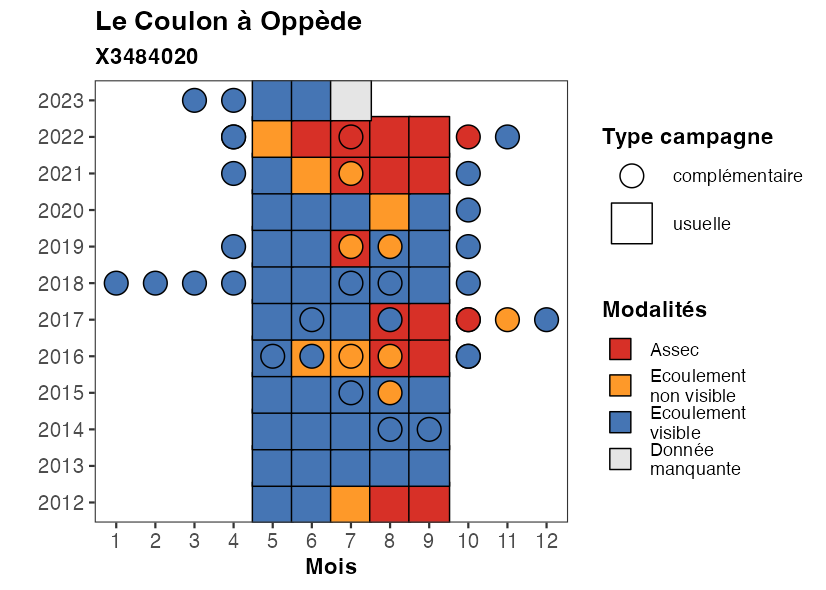 Le Coulon à Oppède
X3484020
2023
2022
2021
2020
2019
2018
2017
2016
2015
2014
2013
2012
1 2 3 4 5 6 7 8 9 10 11 12
Mois
Type campagne
complémentaire
usuelle
Modalités
Assec
Ecoulement
non visible
Ecoulement
visible
Donnée
manquante